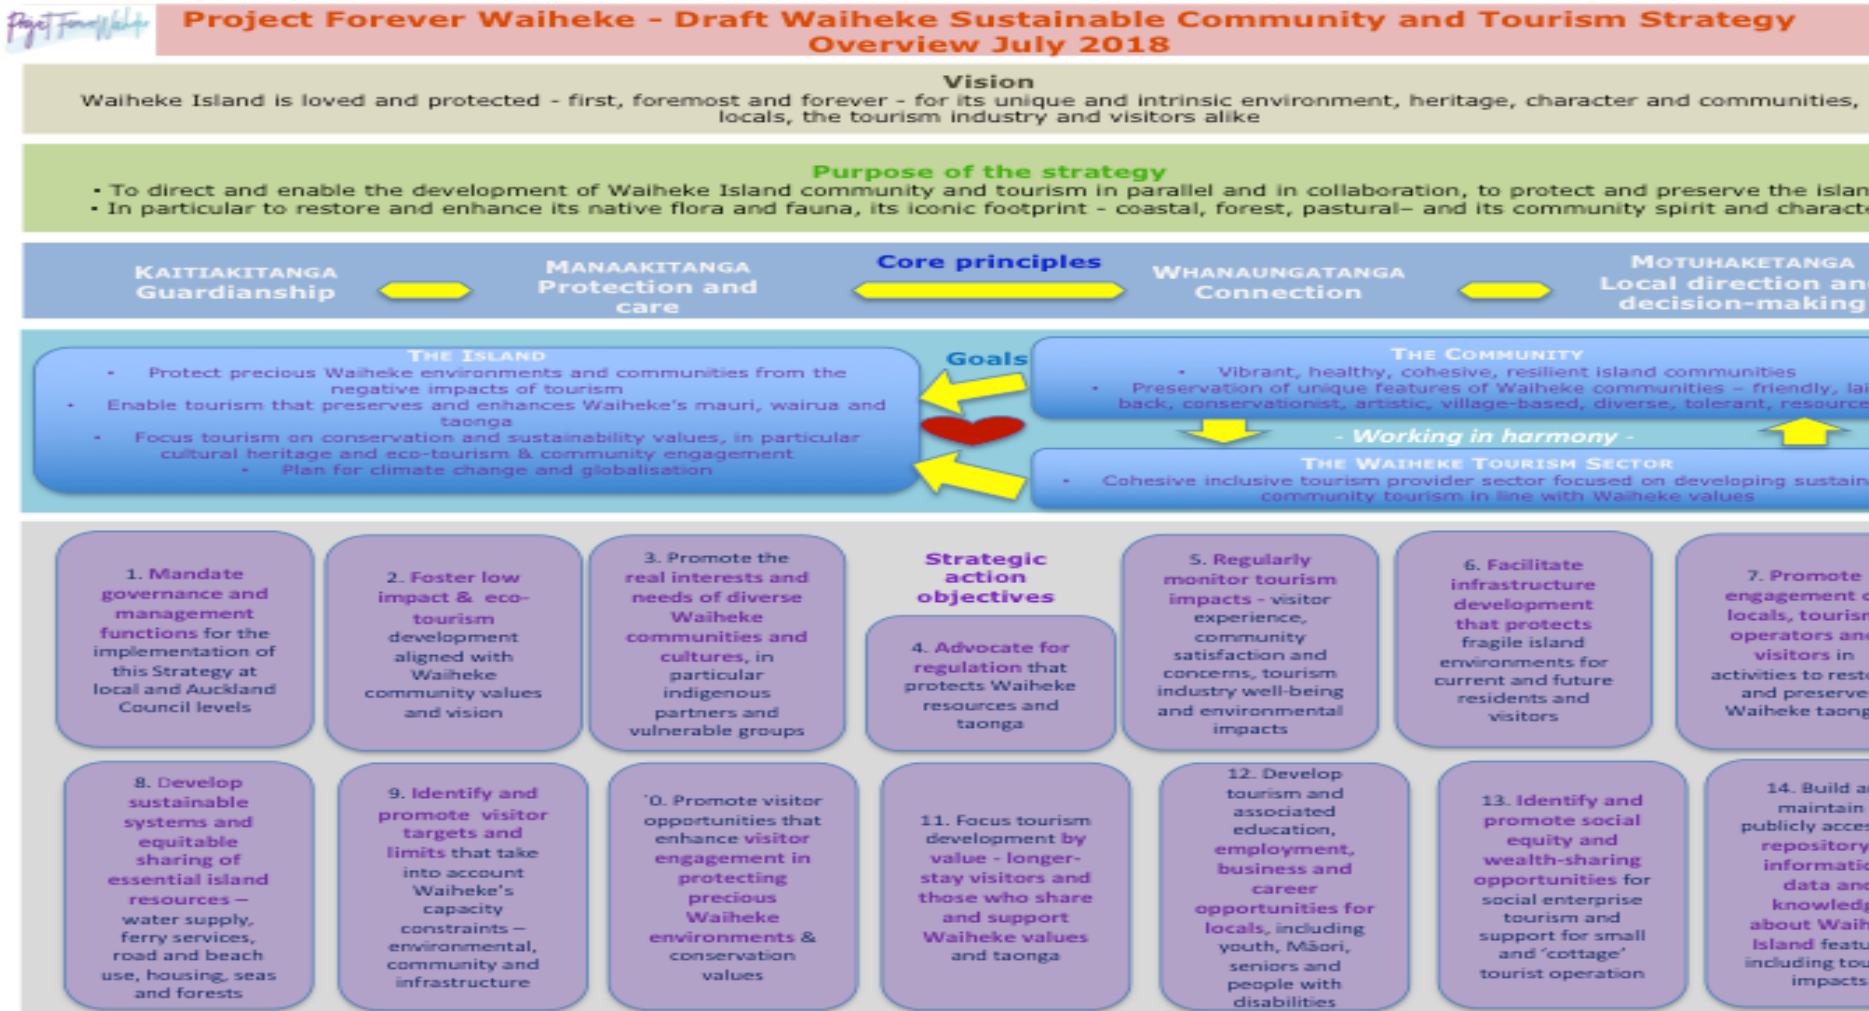 Project Forever Waiheke
Project Forever Waiheke - Draft Waiheke Sustainable Community and Tourism Strategy
Overview July 2018
Vision
Waiheke Island is loved and protected - first, foremost and forever - for its unique and intrinsic environment, heritage, character and communities,
locals, the tourism industry and visitors alike
Purpose of the strategy
• To direct and enable the development of Waiheke Island community and tourism in parallel and in collaboration, to protect and preserve the islan
• In particular to restore and enhance its native flora and fauna, its iconic footprint - coastal, forest, pastural– and its community spirit and characte
Core principles
KAITIAKITANGA
Guardianship
MANAAKITANGA
Protection and
care
WHANAUNGATANGA
Connection
MOTUHAKETANGA
Local direction an
decision-making
Goals
THE ISLAND
• Protect precious Waiheke environments and communities from the
negative impacts of tourism
• Enable tourism that preserves and enhances Waiheke's mauri, wairua and
taonga
• Focus tourism on conservation and sustainability values, in particular
cultural heritage and eco-tourism & community engagement
• Plan for climate change and globalisation
THE COMMUNITY
• Vibrant, healthy, cohesive, resilient island communities
• Preservation of unique features of Waiheke communities – friendly, lai
back, conservationist, artistic, village-based, diverse, tolerant, resource
- Working in harmony -
THE WAIHEKE TOURISM SECTOR
• Cohesive inclusive tourism provider sector focused on developing sustain
community tourism in line with Waiheke values
Strategic
action
objectives
1. Mandate
governance and
management
functions for the
implementation of
this Strategy at
local and Auckland
Council levels
2. Foster low
impact & eco-
tourism
development
aligned with
Waiheke
community values
and vision
3. Promote the
real interests and
needs of diverse
Waiheke
communities and
cultures, in
particular
indigenous
partners and
vulnerable groups
4. Advocate for
regulation that
protects Waiheke
resources and
taonga
5. Regularly
monitor tourism
impacts - visitor
experience,
community
satisfaction and
concerns, tourism
industry well-being
and environmental
impacts
6. Facilitate
infrastructure
development
that protects
fragile island
environments for
current and future
residents and
visitors
7. Promote
engagement o
locals, tourism
operators and
visitors in
activities to resto
and preserve
Waiheke taong
8. Develop
sustainable
systems and
equitable
sharing of
essential island
resources –
water supply,
ferry services,
road and beach
use, housing, seas
and forests
9. Identify and
promote visitor
targets and
limits that take
into account
Waiheke's
capacity
constraints –
environmental,
community and
infrastructure
0. Promote visitor
opportunities that
enhance visitor
engagement in
protecting
precious
Waiheke
environments &
conservation
values
11. Focus tourism
development by
value - longer-
stay visitors and
those who share
and support
Waiheke values
and taonga
12. Develop
tourism and
associated
education,
employment,
business and
career
opportunities for
locals, including
youth, Māori,
seniors and
people with
disabilities
13. Identify and
promote social
equity and
wealth-sharing
opportunities for
social enterprise
tourism and
support for small
and 'cottage'
tourist operation
14. Build a
maintain
publicly acces
repository
informatio
data and
knowledg
about Waih
Island featu
including tou
impacts